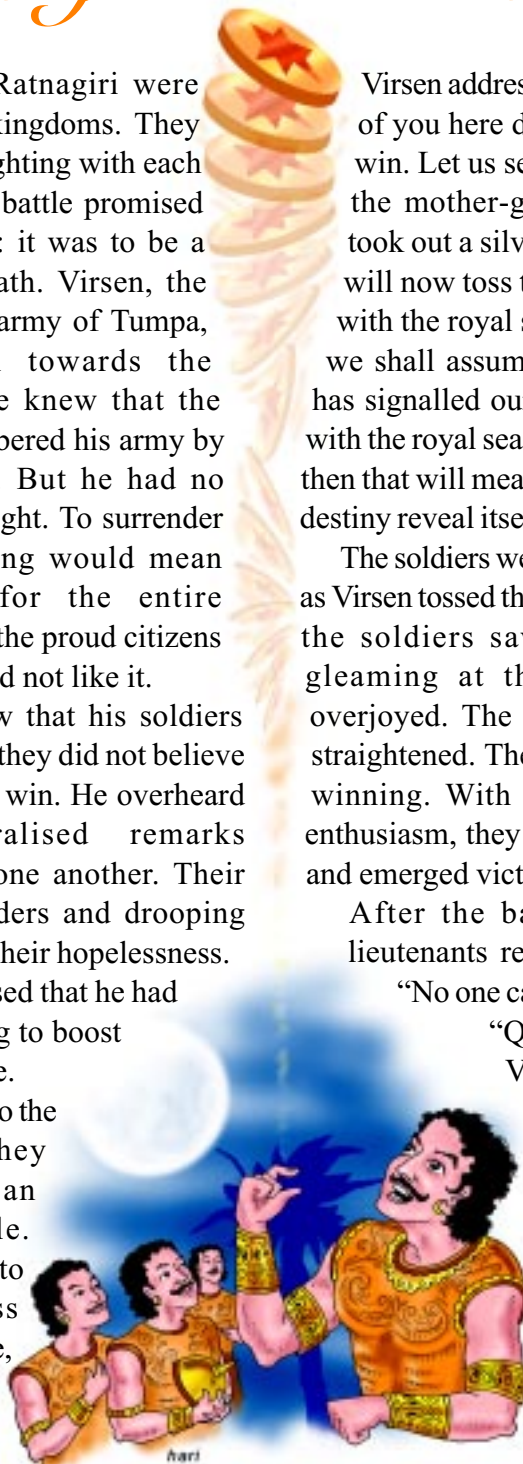 Ratnagiri were
kingdoms. They
ghting with each
battle promised
: it was to be a
ath. Virsen, the
army of Tumpa,
towards the
e knew that the
bered his army by
But he had no
ght. To surrender
ng would mean
for the entire
the proud citizens
d not like it.
w that his soldiers
they did not believe
win. He overheard
ralised remarks
one another. Their
ders and drooping
heir hopelessness.
sed that he had
g to boost
e.
o the
hey
an
le.
to
ss
e,
Virsen addres
of you here d
win. Let us se
the mother-g
took out a silv
will now toss t
with the royal s
we shall assum
has signalled ou
with the royal sea
then that will mea
destiny reveal itse
The soldiers we
as Virsen tossed th
the soldiers sav
gleaming at th
overjoyed. The
straightened. The
winning. With
enthusiasm, they
and emerged vict
After the ba
lieutenants re
“No one ca
“Q
V
hari